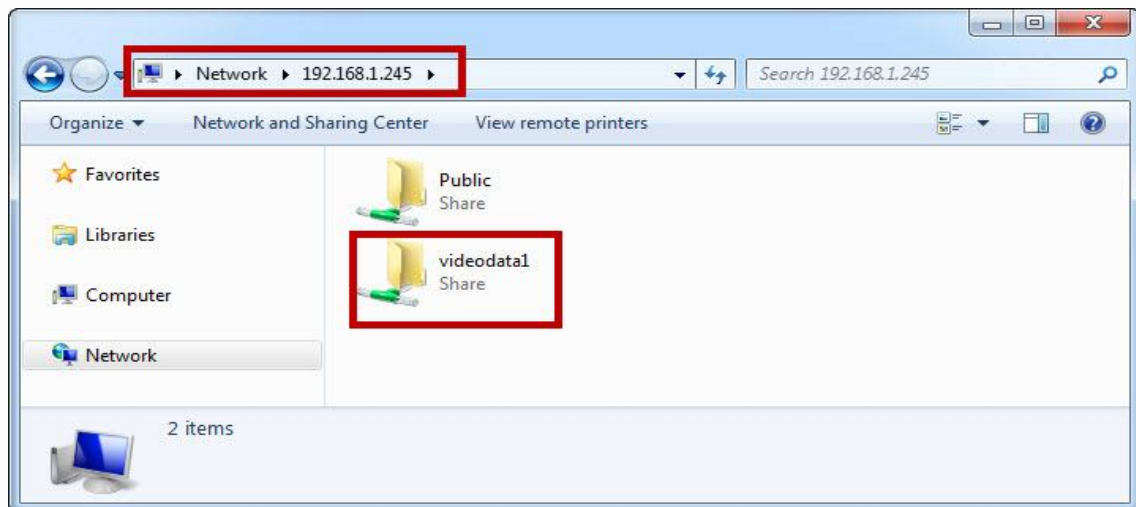 Network 192.168.1.245
Search 192.168.1.245
Organize Network and Sharing Center View remote printers
Favorites
Libraries
Computer
Network
Public
Share
videodata1
Share
2 items